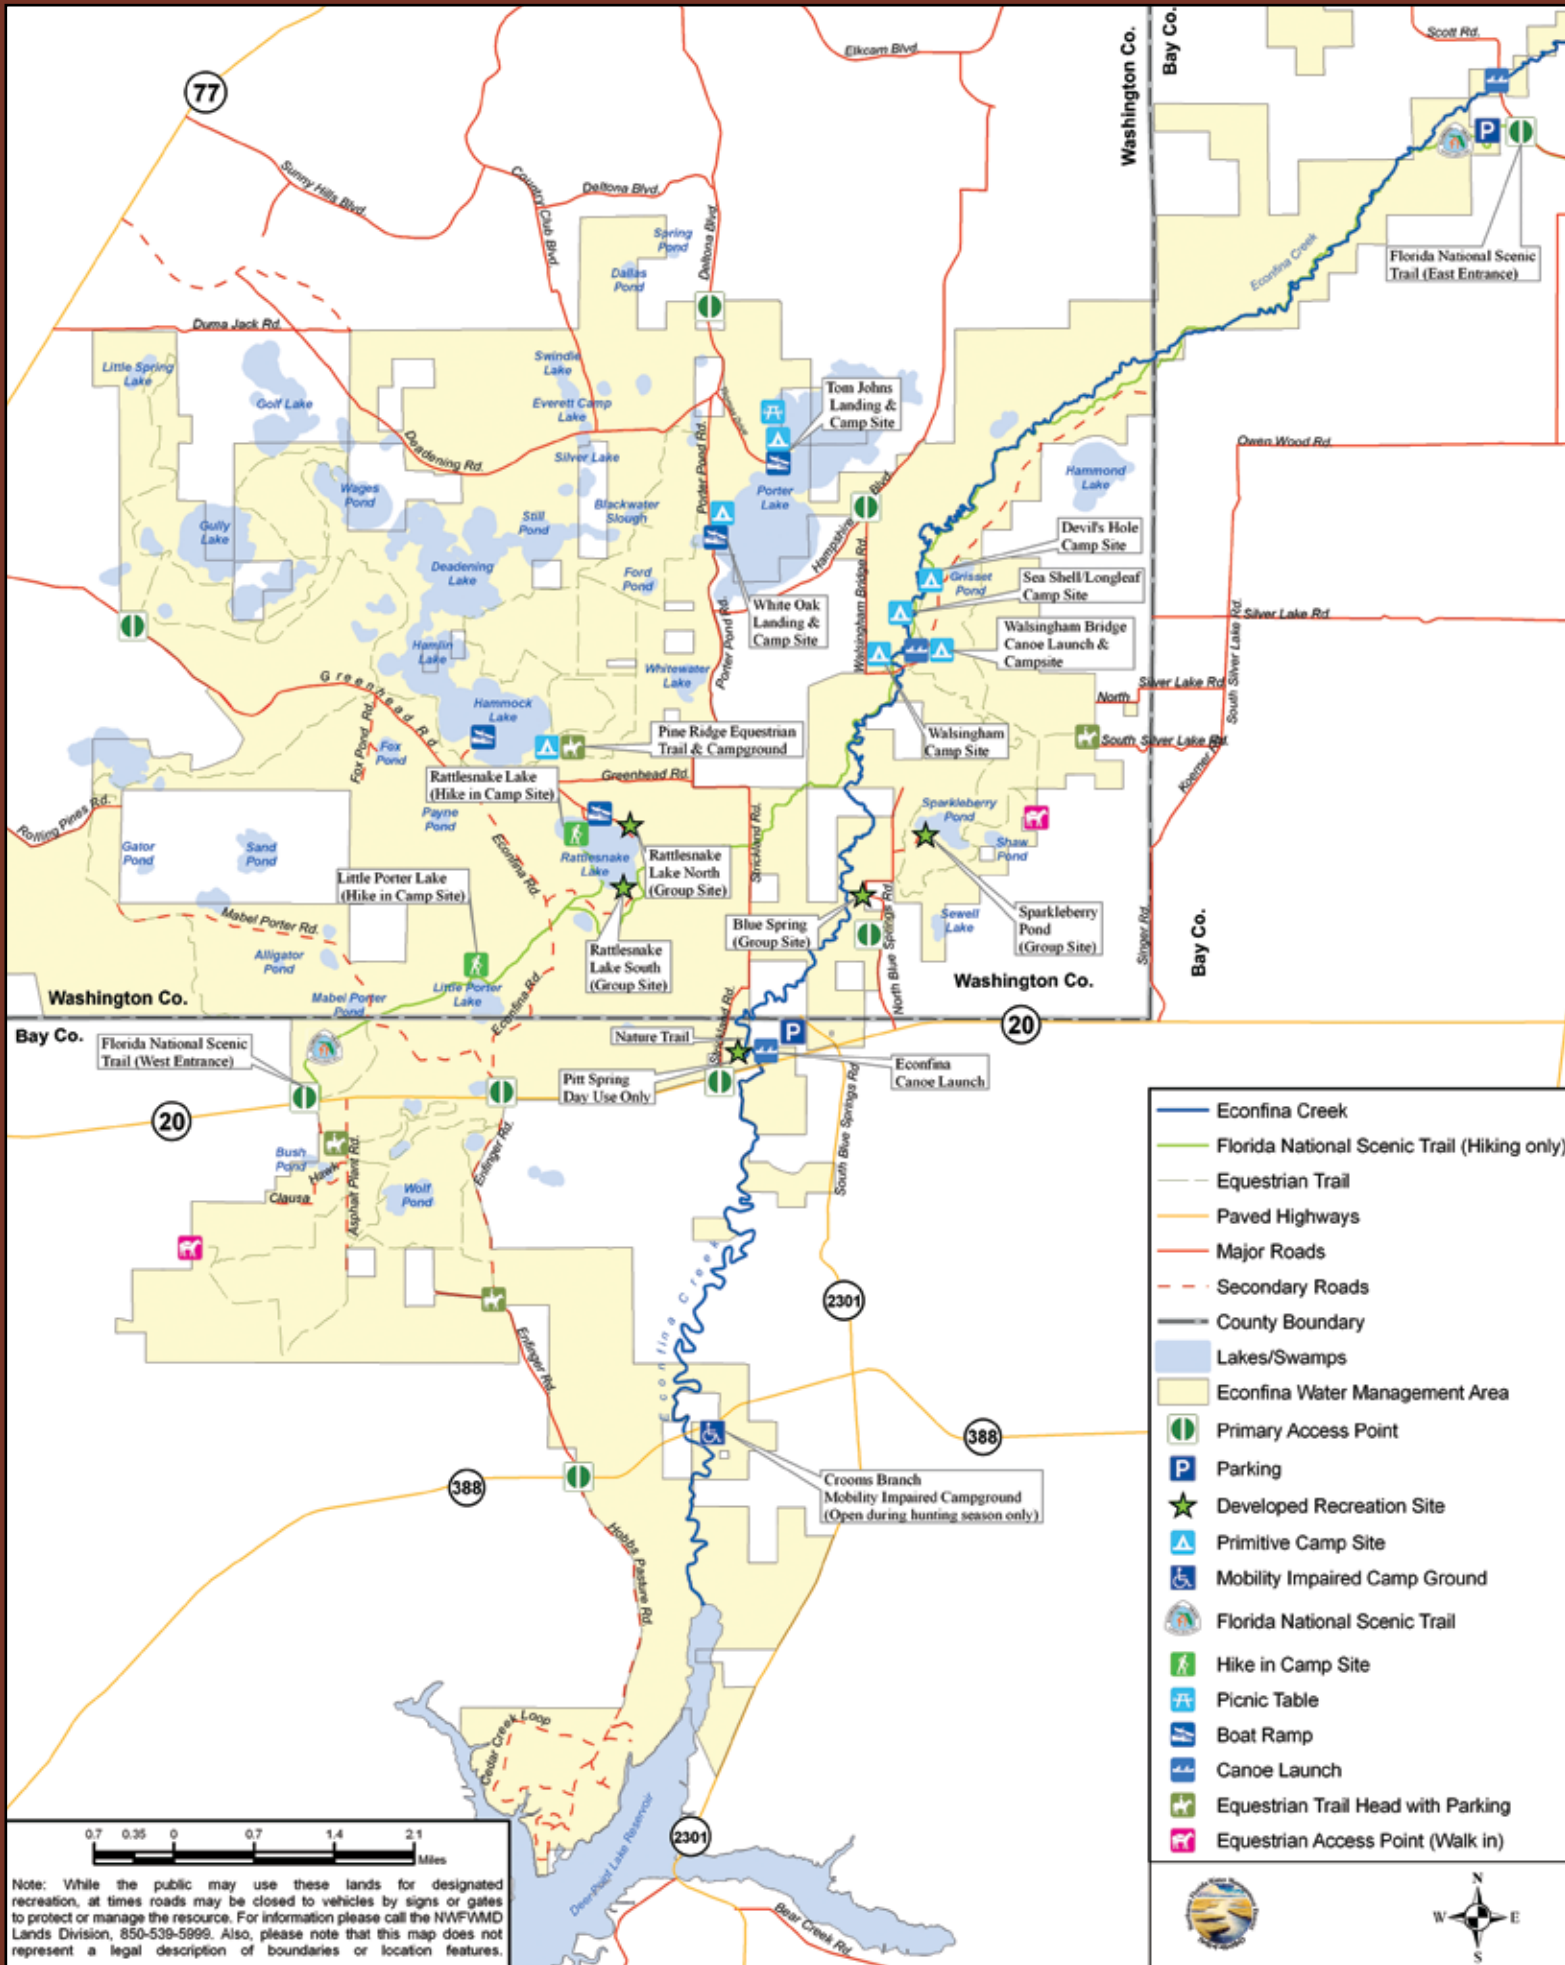 Elkcam Blvd.
Washington Co.
Bay Co.
Scott Rd.
77
Sunny Hills Blvd.
Country Club Blvd.
Deltona Blvd.
Deltona Blvd.
Spring
Pond
Dallas
Pond
Econfina Creek
Florida National Scenic
Trail (East Entrance)
Duma Jack Rd.
Little Spring
Lake
Golf Lake
Swindle
Lake
Everett Camp
Lake
Tom Johns
Landing &
Camp Site
Deadening Rd.
Silver Lake
Porter Pond Rd.
Owen Wood Rd.
Wages
Pond
Blackwater
Slough
Porter
Lake
Hammond
Lake
Gully
Lake
Still
Pond
Hampshire Blvd.
Devil's Hole
Camp Site
Deadening
Lake
Ford
Pond
Walsingham Bridge Rd.
Grisset
Pond
Sea Shell/Longleaf
Camp Site
White Oak
Landing &
Camp Site
Porter Pond Rd.
Silver Lake Rd.
South Silver Lake Rd.
Walsingham Bridge
Canoe Launch &
Campsite
Hamlin
Lake
Whitewater
Lake
Greenhead Rd
Hammock
Lake
North Silver Lake Rd.
Fox Pond Rd.
Fox
Pond
Pine Ridge Equestrian
Trail & Campground
Walsingham
Camp Site
South Silver Lake Rd.
Koerner Rd.
Rattlesnake Lake
(Hike in Camp Site)
Greenhead Rd.
Rolling Pines Rd.
Payne
Pond
Strickland Rd.
Sparkleberry
Pond
Gator
Pond
Sand
Pond
Econfina Rd.
Rattlesnake
Lake
Rattlesnake
Lake North
(Group Site)
Shaw
Pond
Little Porter Lake
(Hike in Camp Site)
Mabel Porter Rd.
Blue Spring
(Group Site)
North Blue Springs Rd.
Sewell
Lake
Sparkleberry
Pond
(Group Site)
Singer Rd.
Bay Co.
Alligator
Pond
Rattlesnake
Lake South
(Group Site)
Washington Co.
Mabel Porter
Pond
Little Porter
Lake
Econfina Rd.
Washington Co.
Strickland Rd.
20
Bay Co.
Florida National Scenic
Trail (West Entrance)
Nature Trail
Pitt Spring
Day Use Only
Econfina
Canoe Launch
20
South Blue Springs Rd
Bush
Pond
Hawk
Clausa
Asphalt Plant Rd.
Enfinger Rd.
Wolf
Pond
Econfina Creek
2301
Enfinger Rd.
388
388
Crooms Branch
Mobility Impaired Campground
(Open during hunting season only)
Hobbs Pasture Rd.
Cedar Creek Loop
Deer Point Lake Reservoir
2301
Bear Creek Rd.
Econfina Creek
Florida National Scenic Trail (Hiking only)
Equestrian Trail
Paved Highways
Major Roads
Secondary Roads
County Boundary
Lakes/Swamps
Econfina Water Management Area
Primary Access Point
P Parking
Developed Recreation Site
Primitive Camp Site
Mobility Impaired Camp Ground
Florida National Scenic Trail
Hike in Camp Site
Picnic Table
Boat Ramp
Canoe Launch
Equestrian Trail Head with Parking
Equestrian Access Point (Walk in)
0.7 0.35 0 0.7 1.4 2.1
Miles
Note: While the public may use these lands for designated
recreation, at times roads may be closed to vehicles by signs or gates
to protect or manage the resource. For information please call the NWFWMD
Lands Division, 850-539-5999. Also, please note that this map does not
represent a legal description of boundaries or location features.
N
W E
S